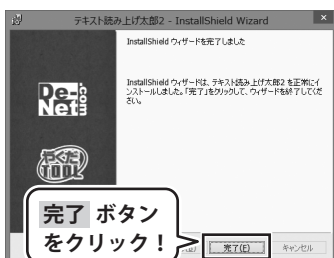 テキスト読み上げ太郎2 - InstallShield Wizard
InstallShield ウィザードを完了しました
InstallShield ウィザードは、テキスト読み上げ太郎2 を正常にイ
ンストールしました。「完了」をクリックして、ウィザードを終了してくだ
さい。
De-
Net
.com
やくだ
TOOL
完了 ボタン
をクリック！
完了(F)
キャンセル